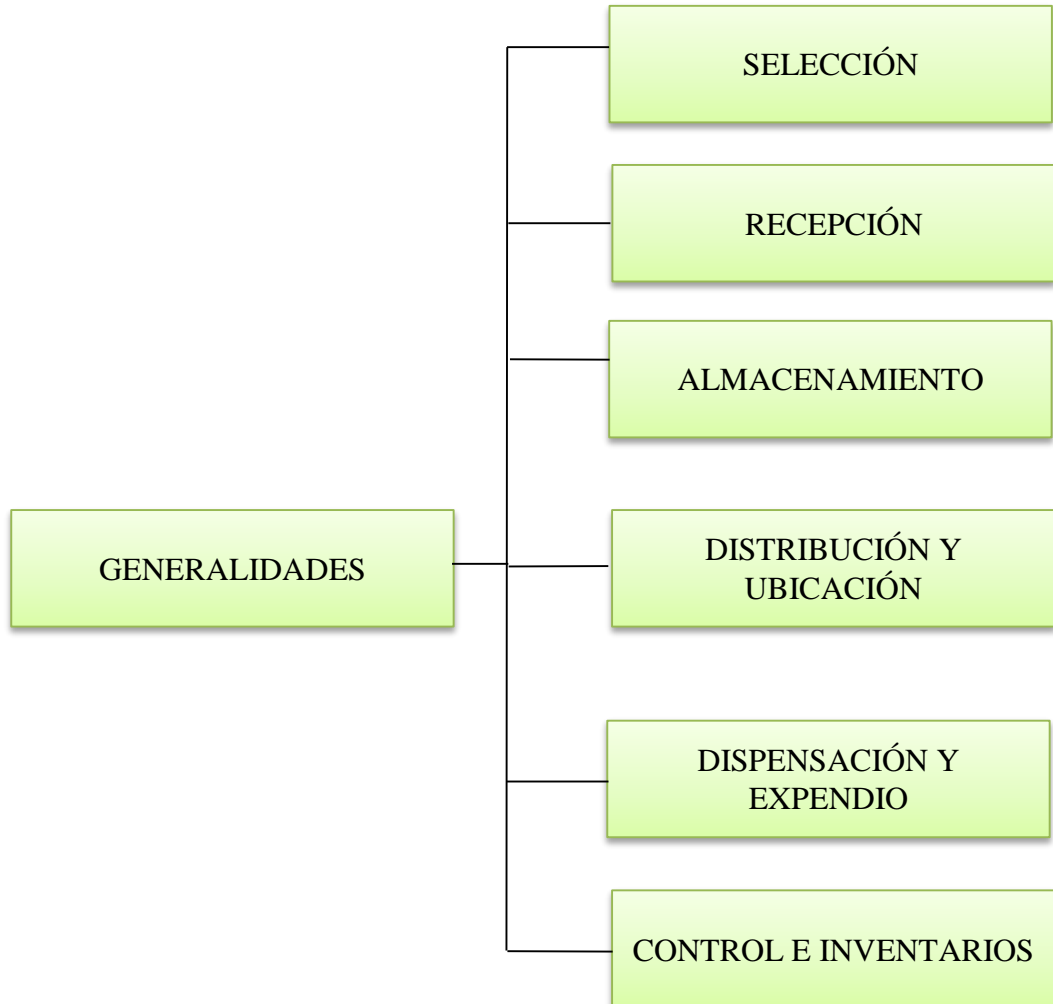 SELECCIÓN
RECEPCIÓN
ALMACENAMIENTO
GENERALIDADES
DISTRIBUCIÓN Y
UBICACIÓN
DISPENSACIÓN Y
EXPENDIO
CONTROL E INVENTARIOS